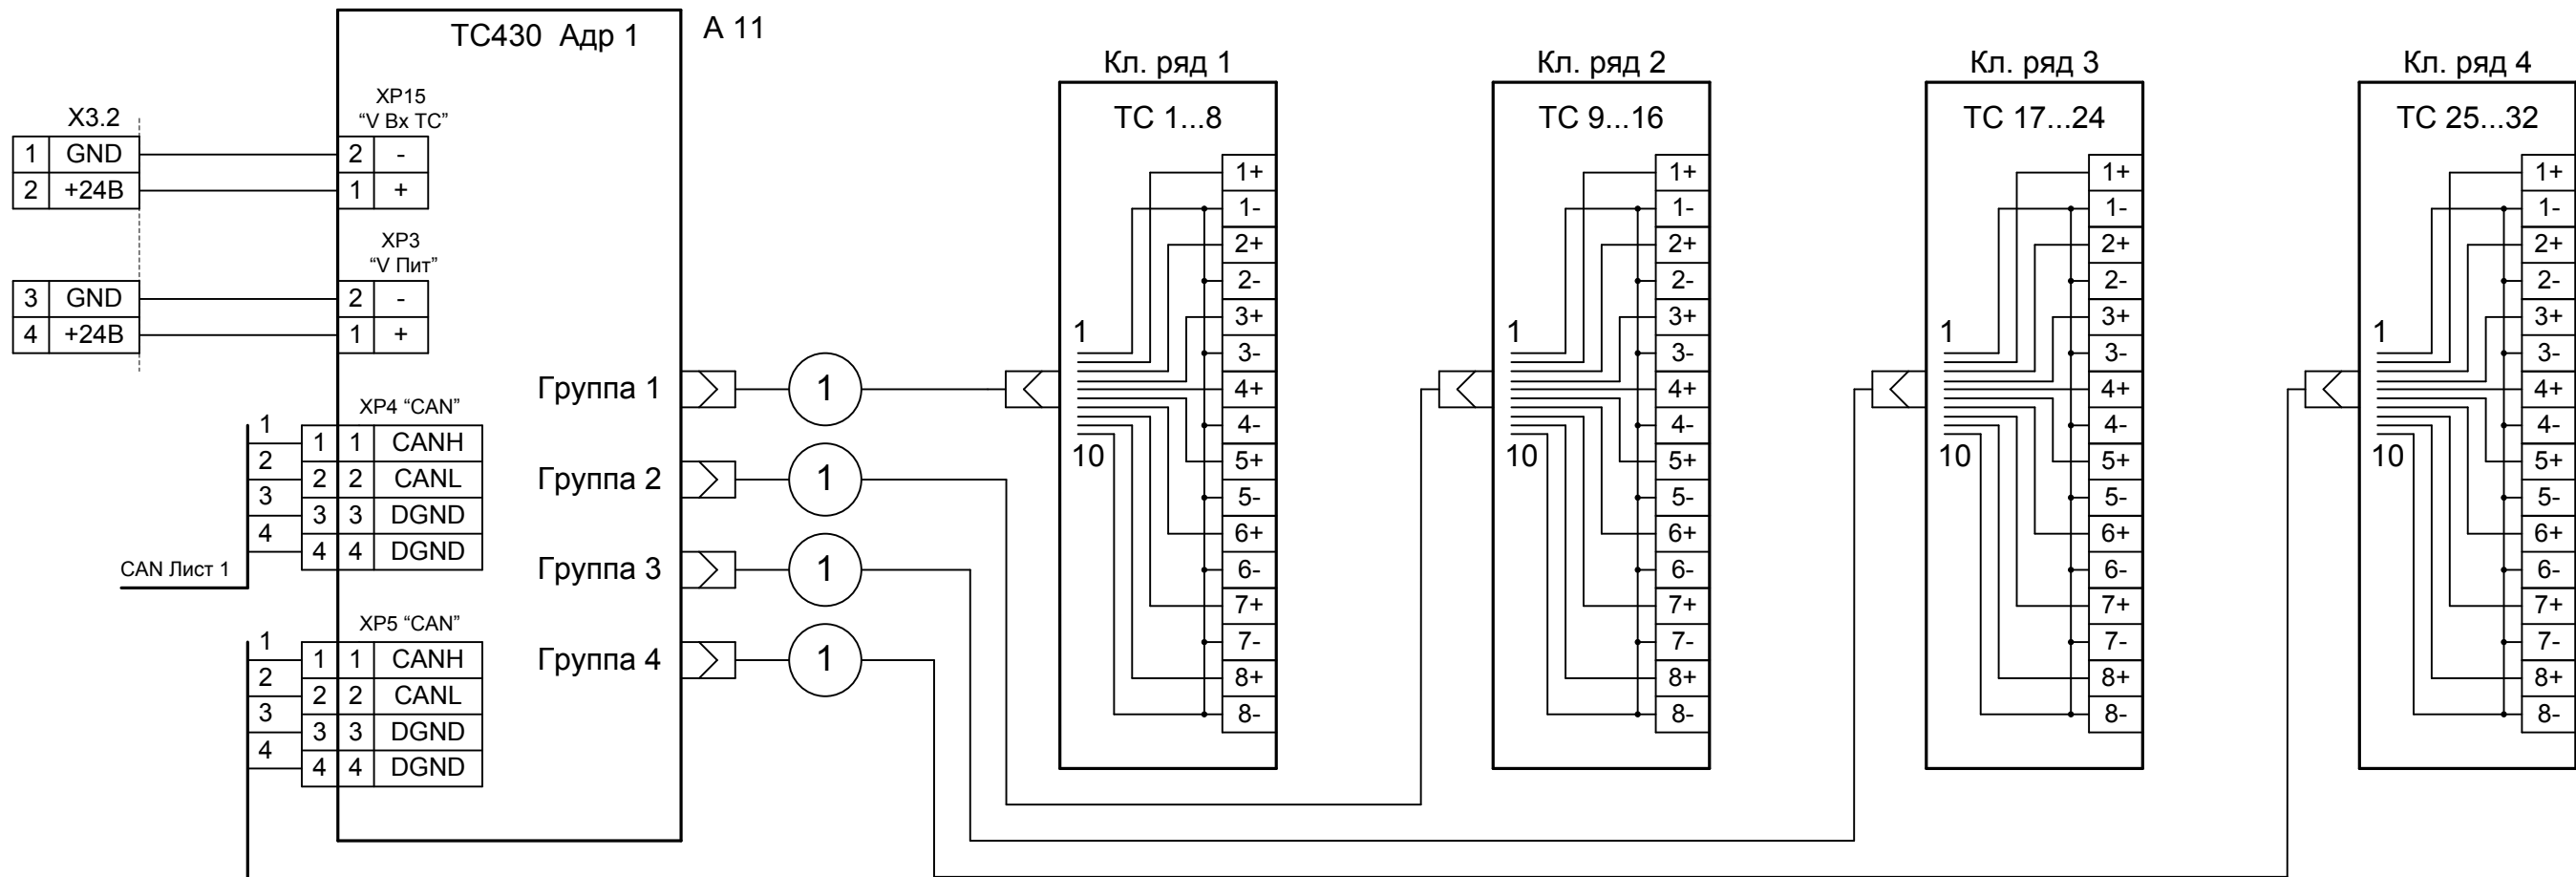 ТС430 Адр 1
А 11
Х3.2
1 GND
2 +24В
3 GND
4 +24В
ХР15
“V Вх ТС”
2 -
1 +
ХР3
“V Пит”
2 -
1 +
ХР4 “CAN”
1 1 1 CANH
2 2 2 CANL
3 3 3 DGND
4 4 4 DGND
CAN Лист 1
ХР5 “CAN”
1 1 1 CANH
2 2 2 CANL
3 3 3 DGND
4 4 4 DGND
Группа 1
1
Группа 2
1
Группа 3
1
Группа 4
1
Кл. ряд 1
ТС 1...8
1
10
1+
1-
2+
2-
3+
3-
4+
4-
5+
5-
6+
6-
7+
7-
8+
8-
Кл. ряд 2
ТС 9...16
1
10
1+
1-
2+
2-
3+
3-
4+
4-
5+
5-
6+
6-
7+
7-
8+
8-
Кл. ряд 3
ТС 17...24
1
10
1+
1-
2+
2-
3+
3-
4+
4-
5+
5-
6+
6-
7+
7-
8+
8-
Кл. ряд 4
ТС 25...32
1
10
1+
1-
2+
2-
3+
3-
4+
4-
5+
5-
6+
6-
7+
7-
8+
8-